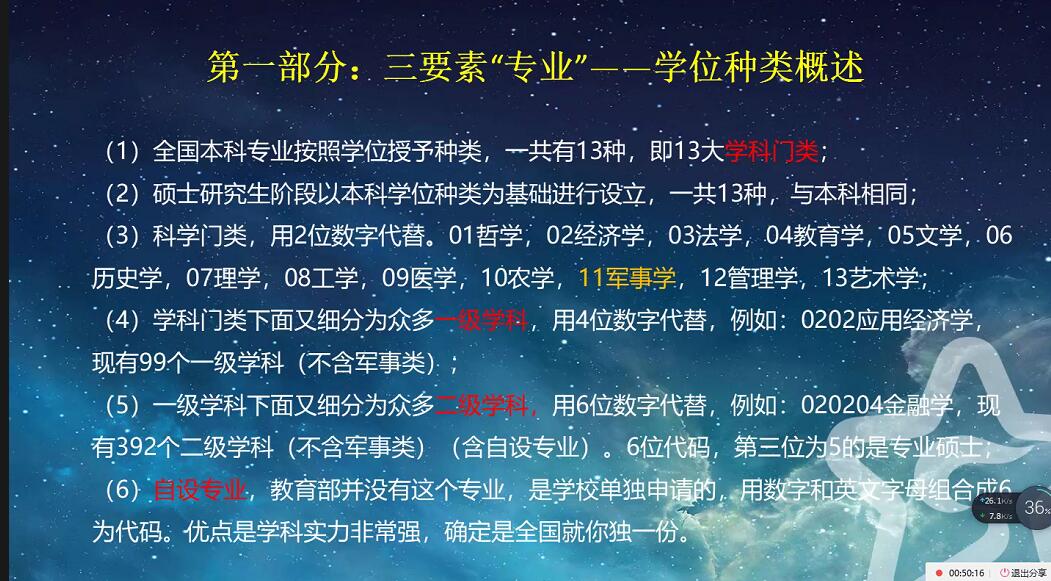 第一部分：三要素“专业”——学位种类概述
（1）全国本科专业按照学位授予种类，一共有13种，即13大学科门类；
（2）硕士研究生阶段以本科学位种类为基础进行设立，一共13种，与本科相同；
（3）科学门类，用2位数字代替。01哲学，02经济学，03法学，04教育学，05文学，06
历史学，07理学，08工学，09医学，10农学，11军事学，12管理学，13艺术学；
（4）学科门类下面又细分为众多一级学科，用4位数字代替，例如：0202应用经济学，
现有99个一级学科（不含军事类）；
（5）一级学科下面又细分为众多二级学科，用6位数字代替，例如：020204金融学，现
有392个二级学科（不含军事类）（含自设专业）。6位代码，第三位为5的是专业硕士；
（6）自设专业，教育部并没有这个专业，是学校单独申请的，用数字和英文字母组合成6
为代码。优点是学科实力非常强，确定是全国就你独一份。
26.1K/s
7.8K/s
36%
00:50:16
退出分享